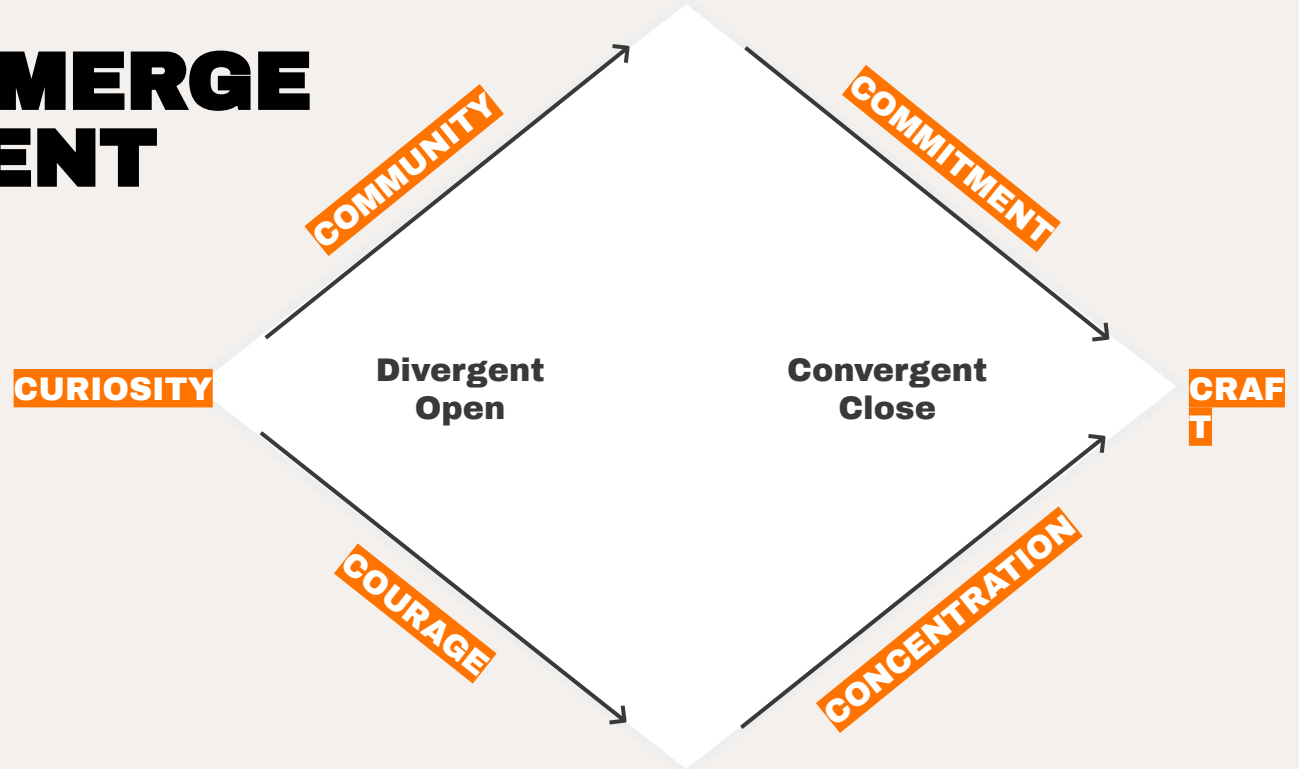 MERGE
ENT
COMMUNITY
COMMITMENT
CURIOSITY
Divergent
Open
Convergent
Close
CRAF
T
COURAGE
CONCENTRATION